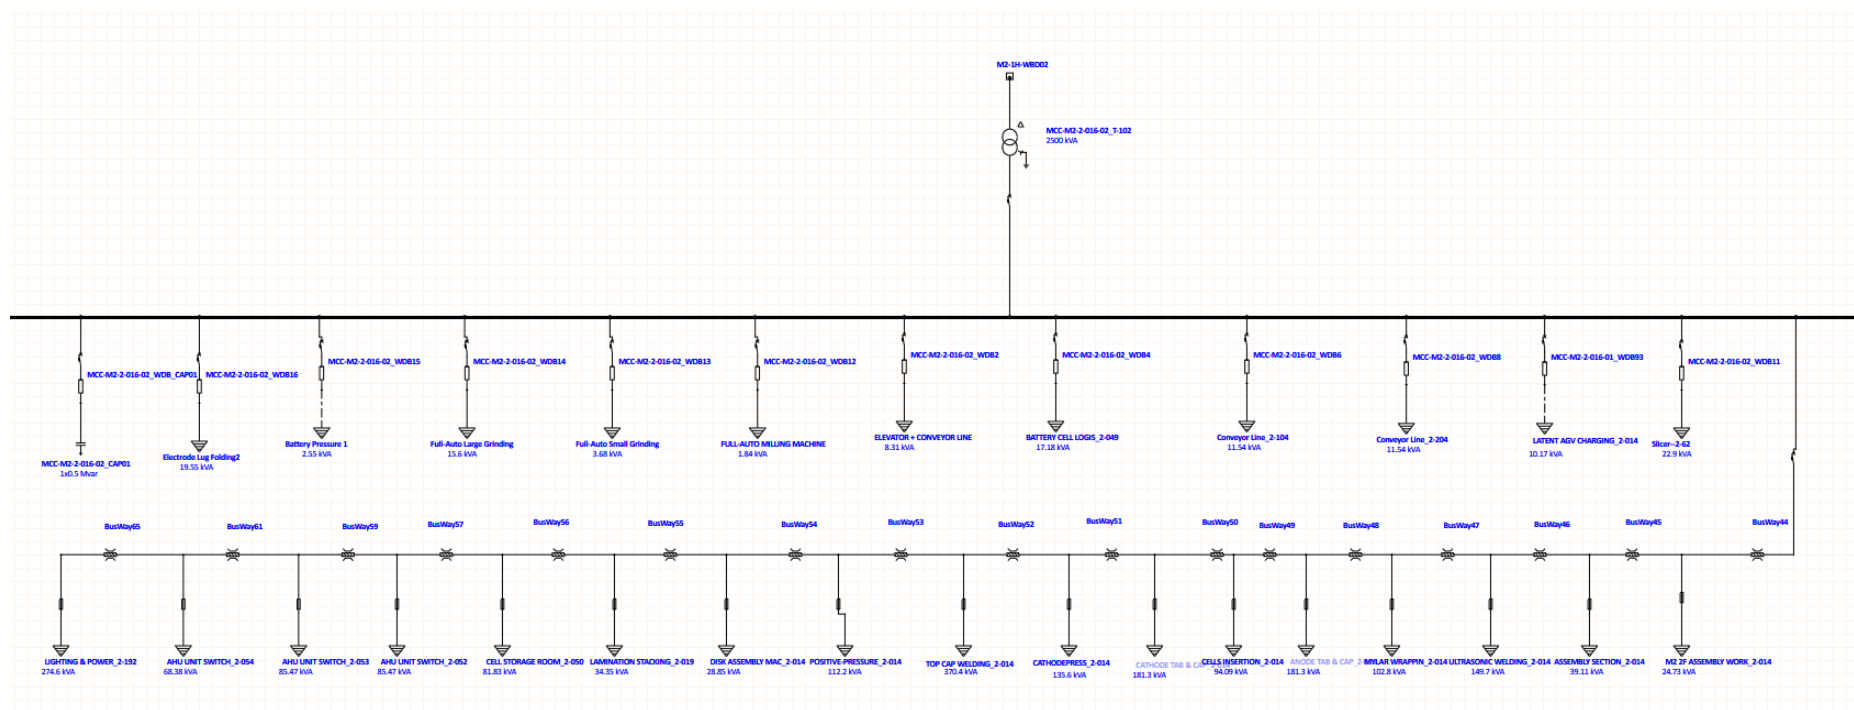 M2-1H-WBD02
MCC-M2-2-016-02_T-102
2500 kVA
MCC-M2-2-016-02_WDB_CAP01
MCC-M2-2-016-02_WDB16
MCC-M2-2-016-02_WDB15
MCC-M2-2-016-02_WDB14
MCC-M2-2-016-02_WDB13
MCC-M2-2-016-02_WDB12
MCC-M2-2-016-02_WDB2
MCC-M2-2-016-02_WDB4
MCC-M2-2-016-02_WDB6
MCC-M2-2-016-02_WDB8
MCC-M2-2-016-01_WDB93
MCC-M2-2-016-02_WDB11
MCC-M2-2-016-02_CAP01
1x0.5 Mvar
Electrode Lug Folding2
19.55 kVA
Battery Pressure 1
2.55 kVA
Full-Auto Large Grinding
15.6 kVA
Full-Auto Small Grinding
3.68 kVA
FULL-AUTO MILLING MACHINE
1.84 kVA
ELEVATOR + CONVEYOR LINE
8.31 kVA
BATTERY CELL LOGIS_2-049
17.18 kVA
Conveyor Line_2-104
11.54 kVA
Conveyor Line_2-204
11.54 kVA
LATENT AGV CHARGING_2-014
10.17 kVA
Slicer--2-62
22.9 kVA
BusWay65
BusWay61
BusWay59
BusWay57
BusWay56
BusWay55
BusWay54
BusWay53
BusWay52
BusWay51
BusWay50
BusWay49
BusWay48
BusWay47
BusWay46
BusWay45
BusWay44
LIGHTING & POWER_2-192
274.6 kVA
AHU UNIT SWITCH_2-054
68.38 kVA
AHU UNIT SWITCH_2-053
85.47 kVA
AHU UNIT SWITCH_2-052
85.47 kVA
CELL STORAGE ROOM_2-050
81.83 kVA
LAMINATION STACKING_2-019
34.35 kVA
DISK ASSEMBLY MAC_2-014
28.85 kVA
POSITIVE-PRESSURE_2-014
112.2 kVA
TOP CAP WELDING_2-014
370.4 kVA
CATHODEPRESS_2-014
135.6 kVA
CATHODE TAB &
181.3 kVA
CELLS INSERTION_2-014
94.09 kVA
ANODE TAB & CAP_2
181.3 kVA
MYLAR WRAPPIN_2-014
102.8 kVA
ULTRASONIC WELDING_2-014
149.7 kVA
ASSEMBLY SECTION_2-014
39.11 kVA
M2 2F ASSEMBLY WORK_2-014
24.73 kVA